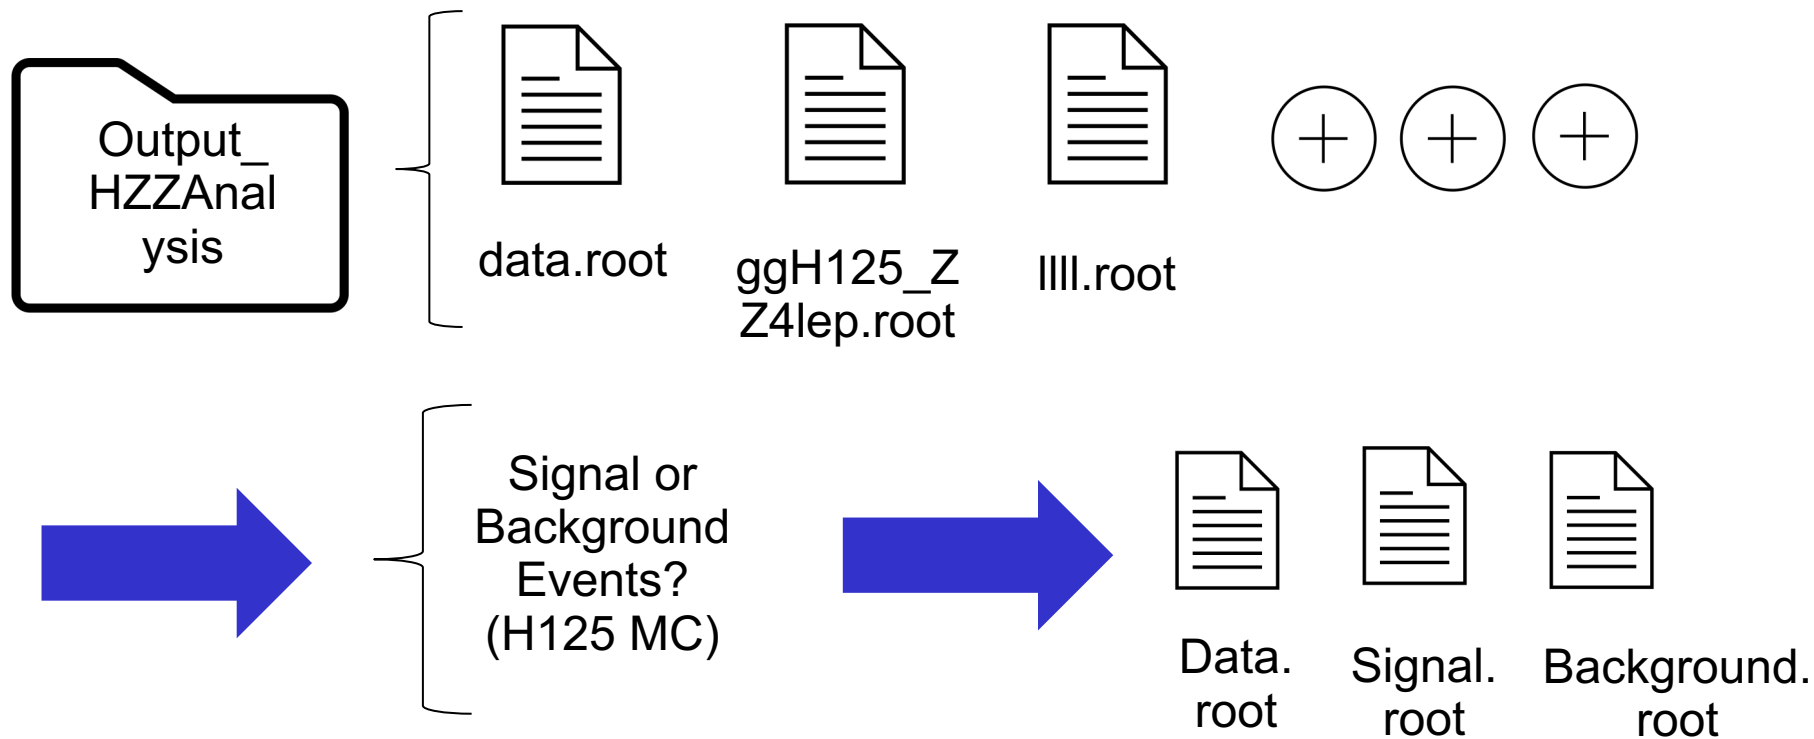 Output_
HZZAnal
ysis
data.root
ggH125_Z
Z4lep.root
llll.root
Signal or
Background
Events?
(H125 MC)
Data.
root
Signal.
root
Background.
root